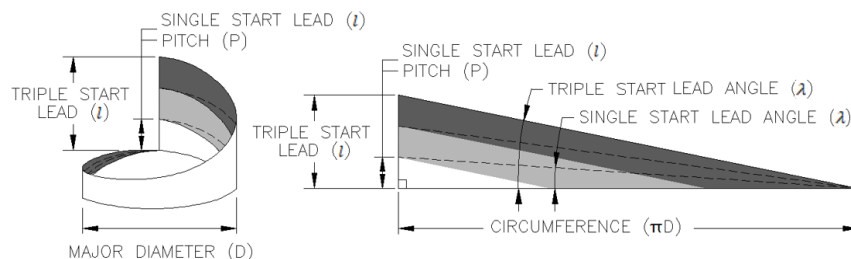 SINGLE START LEAD (l)
PITCH (P)
TRIPLE START
LEAD (l)
MAJOR DIAMETER (D)
SINGLE START LEAD (l)
PITCH (P)
TRIPLE START LEAD ANGLE (λ)
SINGLE START LEAD ANGLE (λ)
TRIPLE START
LEAD (l)
CIRCUMFERENCE (πD)